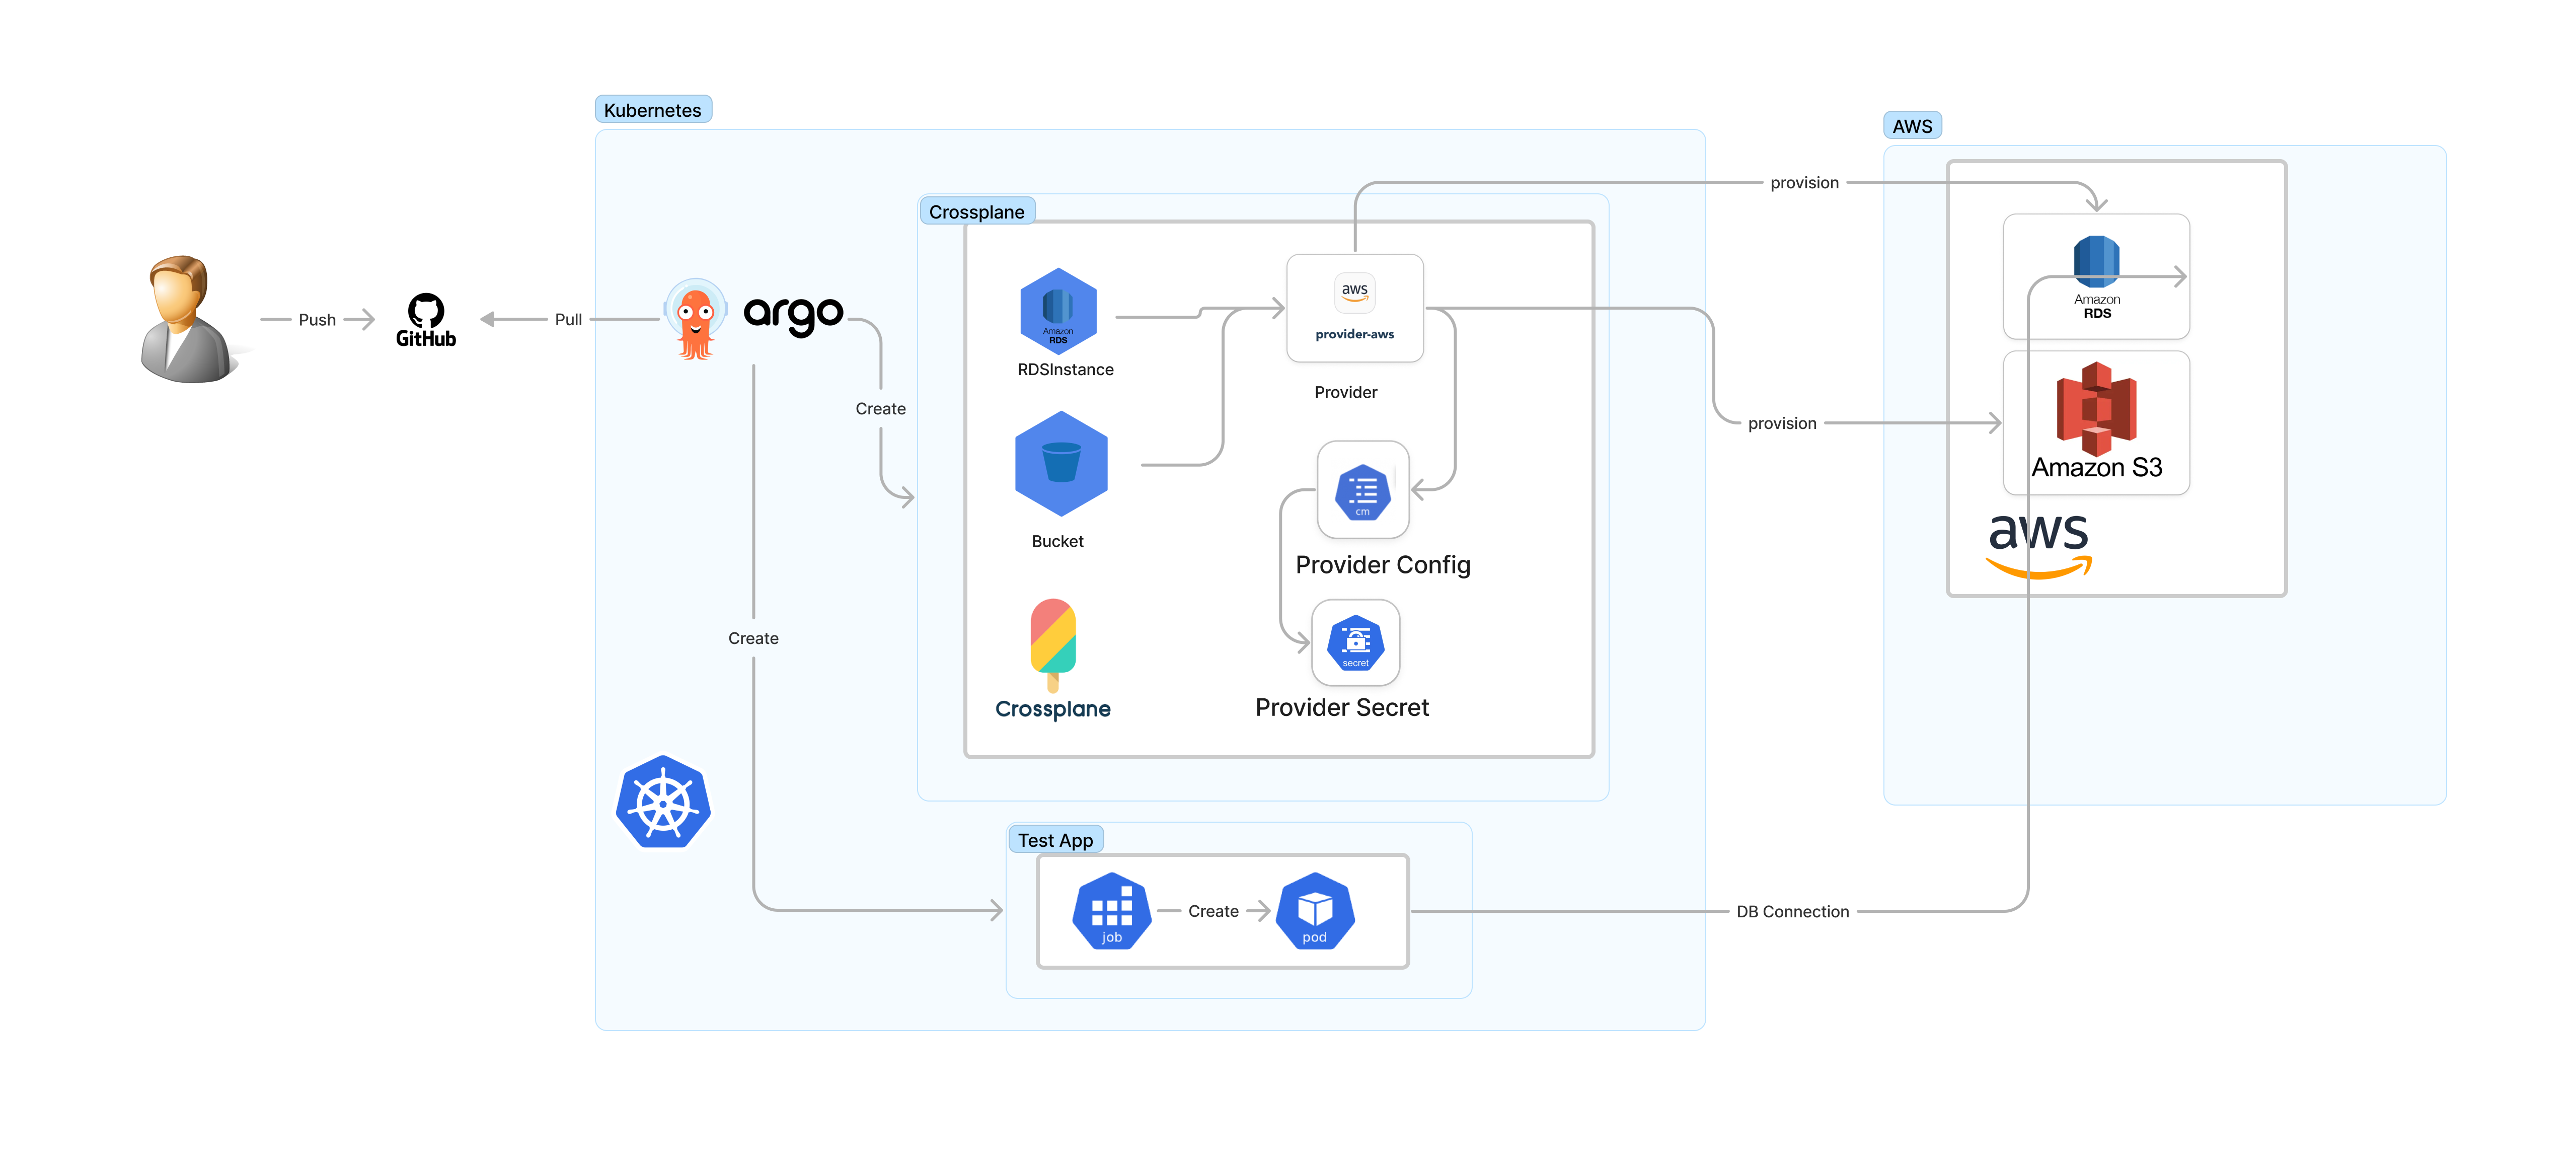 Kubernetes
AWS
provision
Crossplane
aws
provider-aws
Amazon
RDS
Amazon
RDS
Push
GitHub
Pull
argo
RDSInstance
Provider
Create
provision
Amazon S3
cm
Bucket
aws
Provider Config
Create
secret
Crossplane
Provider Secret
Test App
job
Create
pod
DB Connection